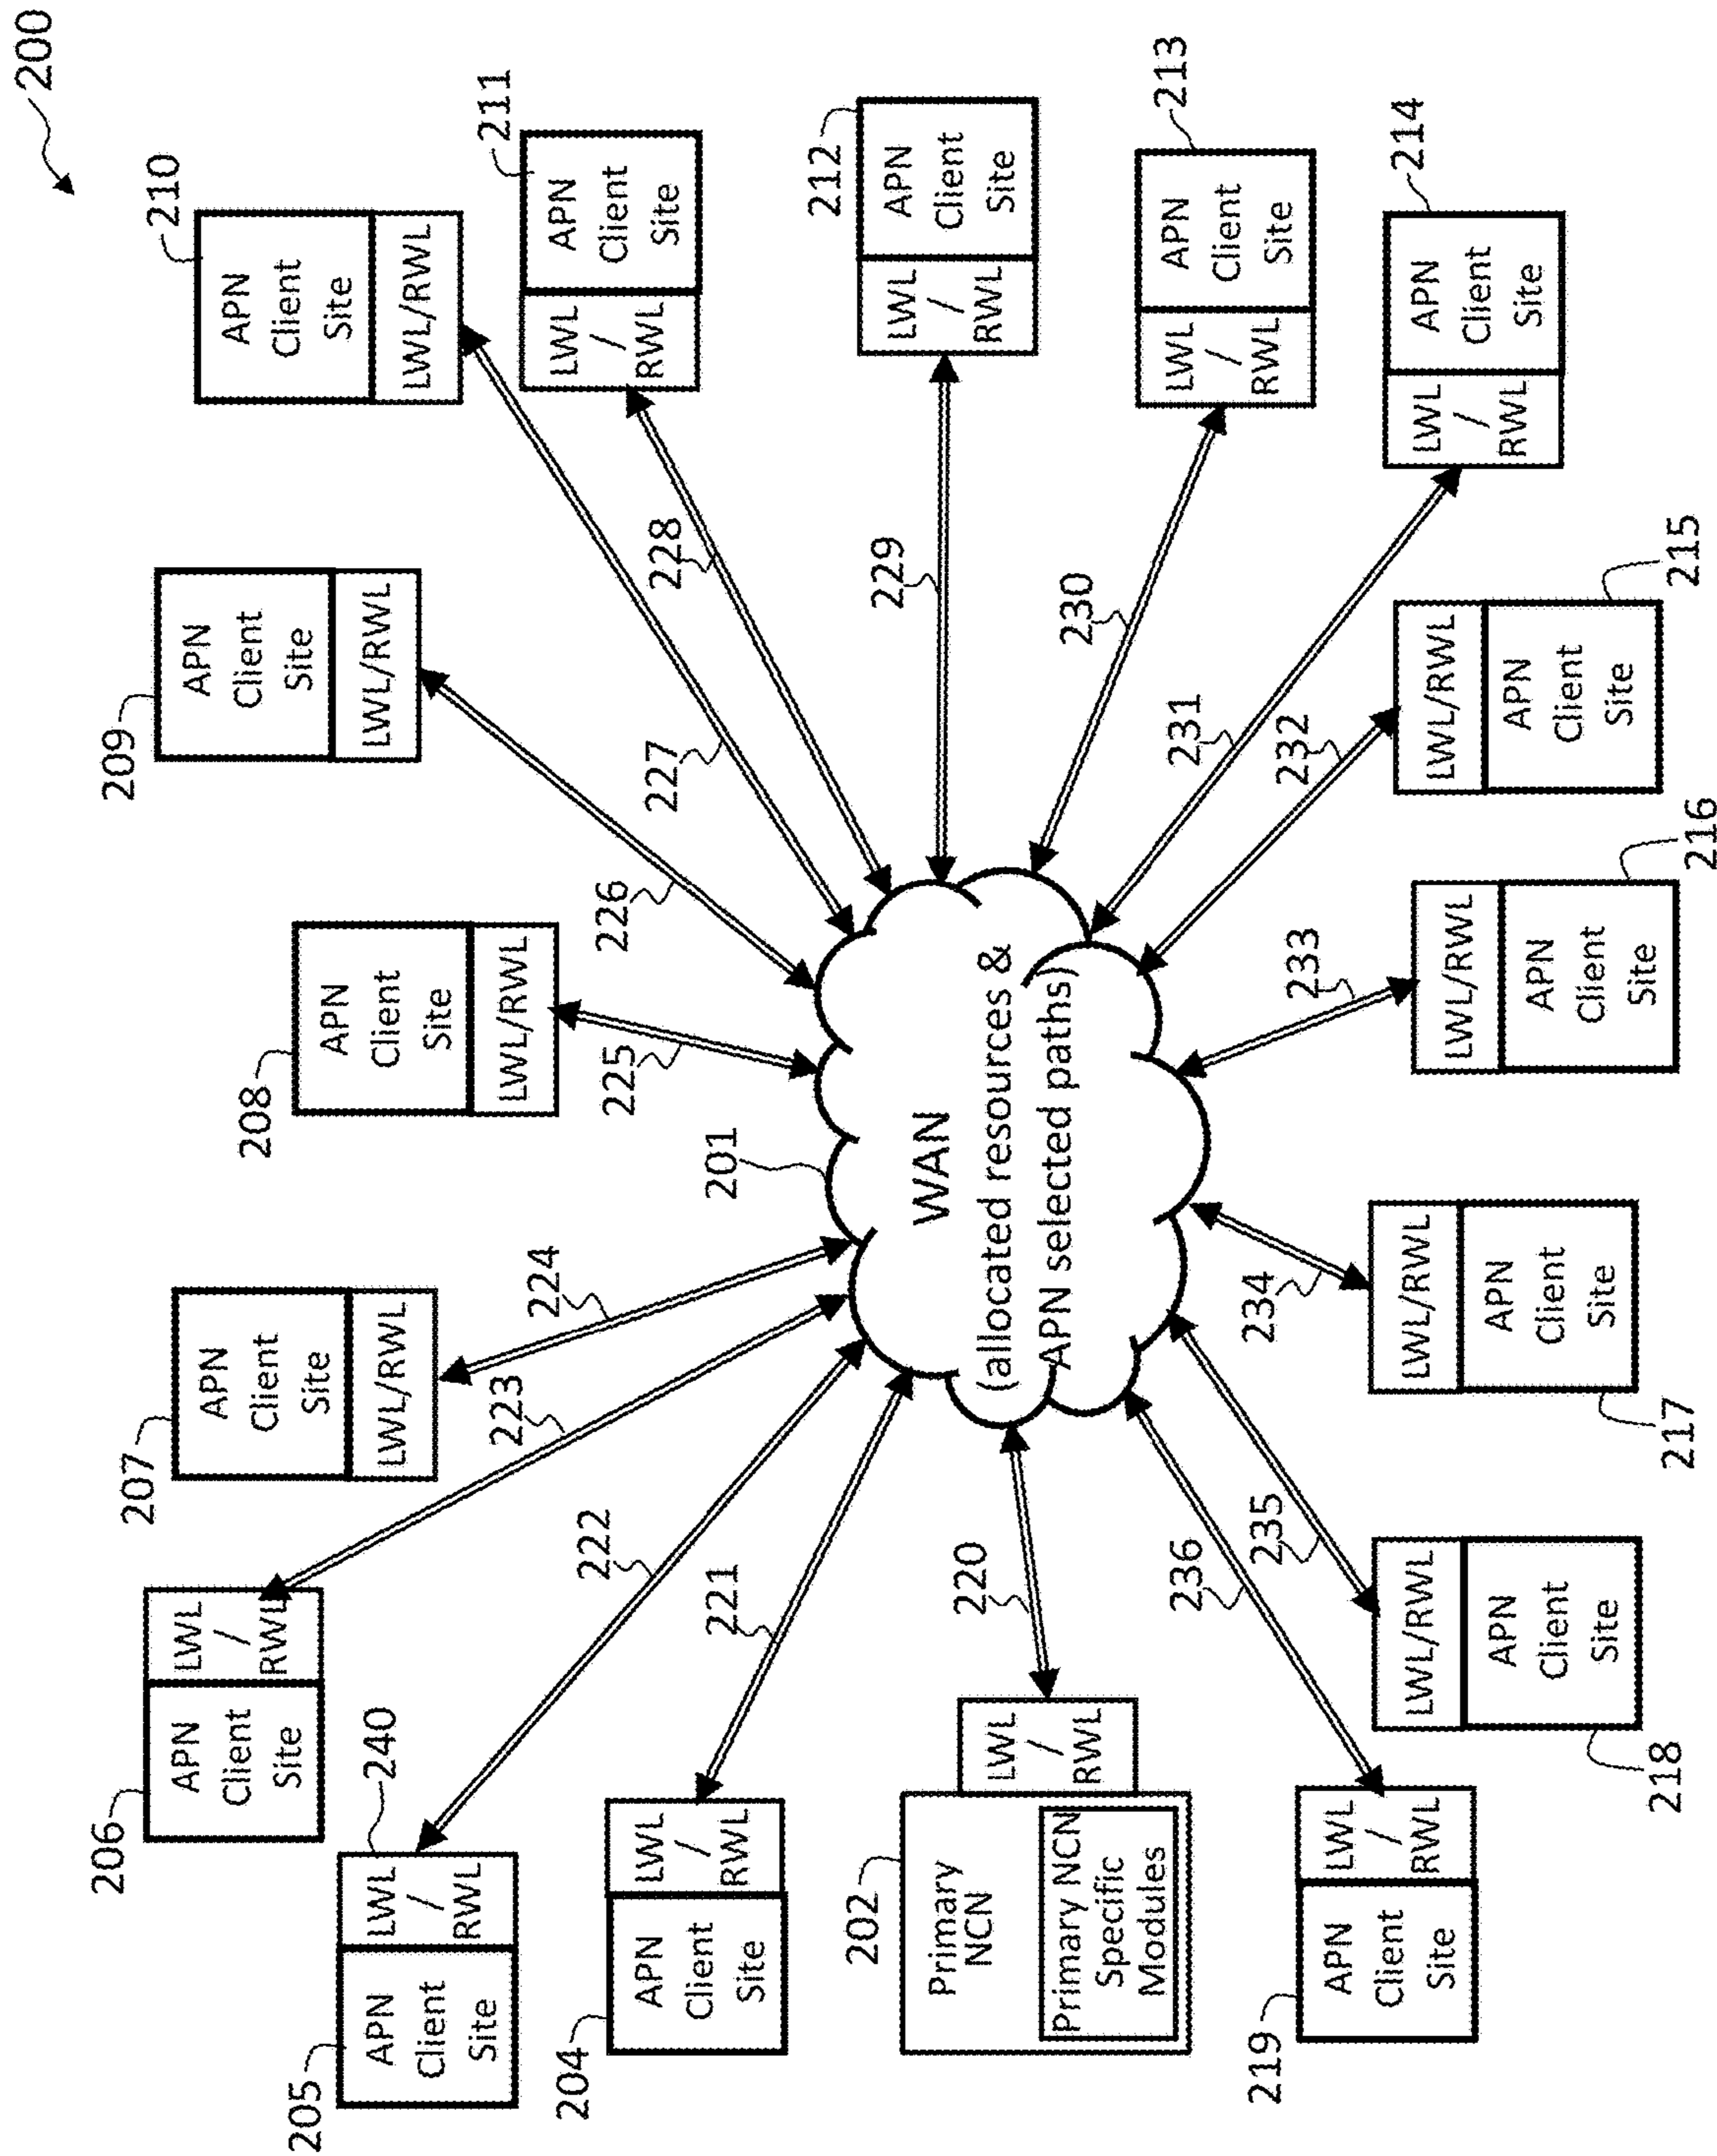 200
210
APN
Client
Site
LWL/RWL
211
APN
Client
Site
LWL
/
RWL
212
APN
Client
Site
LWL
/
RWL
213
APN
Client
Site
LWL
/
RWL
214
APN
Client
Site
LWL
/
RWL
209
APN
Client
Site
LWL/RWL
208
APN
Client
Site
LWL/RWL
207
APN
Client
Site
LWL/RWL
206
APN
Client
Site
LWL
/
RWL
205
APN
Client
Site
240
LWL
/
RWL
204
APN
Client
Site
LWL
/
RWL
202
Primary
NCN
Primary NCN
Specific
Modules
LWL
/
RWL
219
APN
Client
Site
LWL
/
RWL
218
LWL/RWL
APN
Client
Site
217
LWL/RWL
APN
Client
Site
216
LWL/RWL
APN
Client
Site
215
LWL/RWL
APN
Client
Site
201
WAN
(allocated resources &
APN selected paths)
220
221
222
223
224
225
226
227
228
229
230
231
232
233
234
235
236